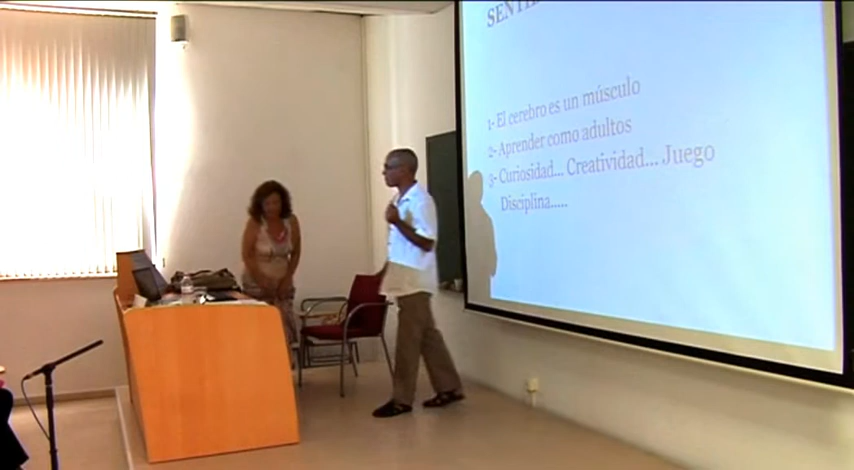 1- El cerebro es un músculo
2- Aprender como adultos
3- Curiosidad... Creatividad... Juego
Disciplina.....